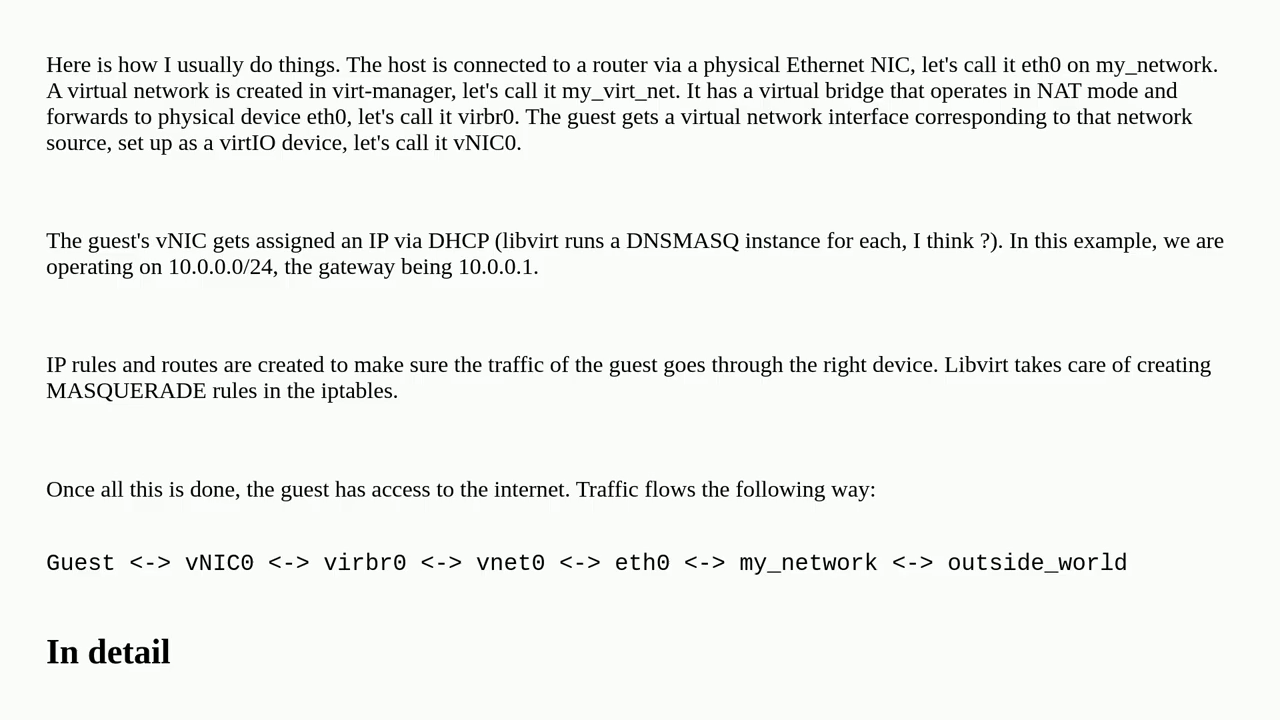 Here is how I usually do things. The host is connected to a router via a physical Ethernet NIC, let's call it eth0 on my_network.
A virtual network is created in virt-manager, let's call it my_virt_net. It has a virtual bridge that operates in NAT mode and
forwards to physical device eth0, let's call it virbr0. The guest gets a virtual network interface corresponding to that network
source, set up as a virtIO device, let's call it vNIC0.
The guest's vNIC gets assigned an IP via DHCP (libvirt runs a DNSMASQ instance for each, I think ?). In this example, we are
operating on 10.0.0.0/24, the gateway being 10.0.0.1.
IP rules and routes are created to make sure the traffic of the guest goes through the right device. Libvirt takes care of creating
MASQUERADE rules in the iptables.
Once all this is done, the guest has access to the internet. Traffic flows the following way:
Guest <-> vNIC0 <-> virbr0 <-> vnet0 <-> eth0 <-> my_network <-> outside_world
In detail